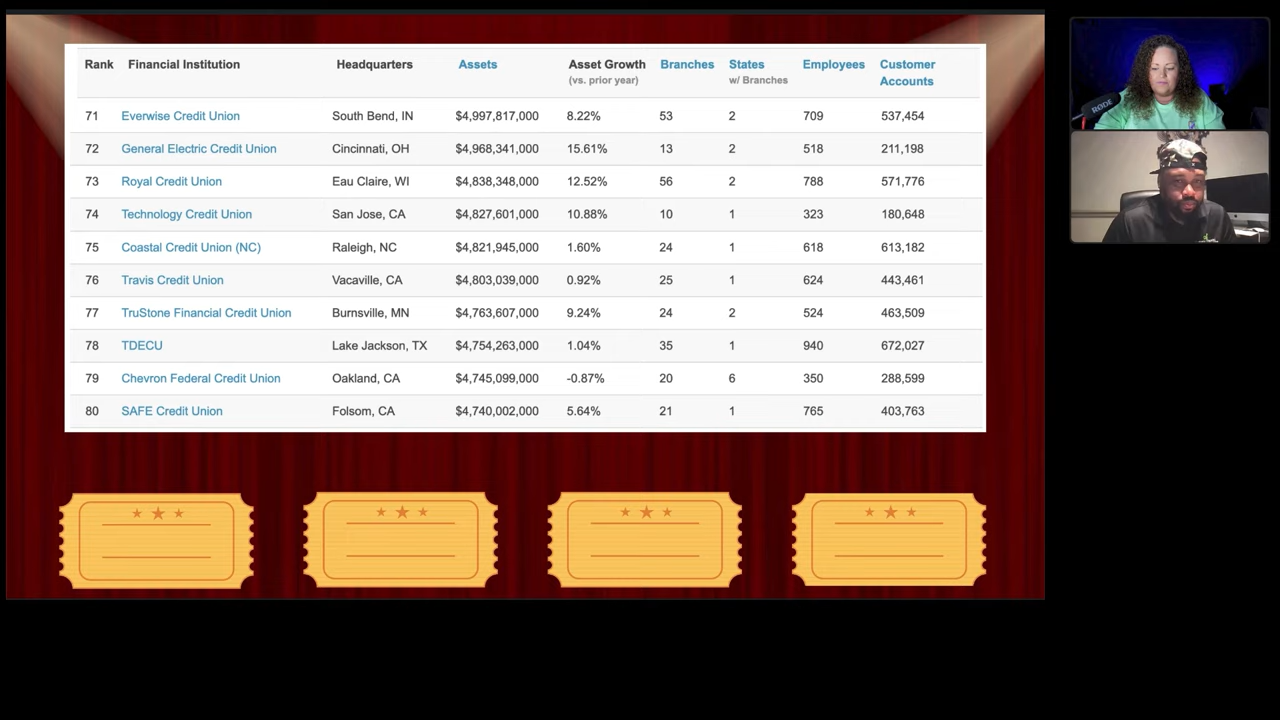 Rank Financial Institution Headquarters Assets Asset Growth Branches States Employees Customer
(vs. prior year) w/ Branches Accounts
71 Everwise Credit Union South Bend, IN $4,997,817,000 8.22% 53 2 709 537,454
72 General Electric Credit Union Cincinnati, OH $4,968,341,000 15.61% 13 2 518 211,198
73 Royal Credit Union Eau Claire, WI $4,838,348,000 12.52% 56 2 788 571,776
74 Technology Credit Union San Jose, CA $4,827,601,000 10.88% 10 1 323 180,648
75 Coastal Credit Union (NC) Raleigh, NC $4,821,945,000 1.60% 24 1 618 613,182
76 Travis Credit Union Vacaville, CA $4,803,039,000 0.92% 25 1 624 443,461
77 TruStone Financial Credit Union Burnsville, MN $4,763,607,000 9.24% 24 2 524 463,509
78 TDECU Lake Jackson, TX $4,754,263,000 1.04% 35 1 940 672,027
79 Chevron Federal Credit Union Oakland, CA $4,745,099,000 -0.87% 20 6 350 288,599
80 SAFE Credit Union Folsom, CA $4,740,002,000 5.64% 21 1 765 403,763
RODE